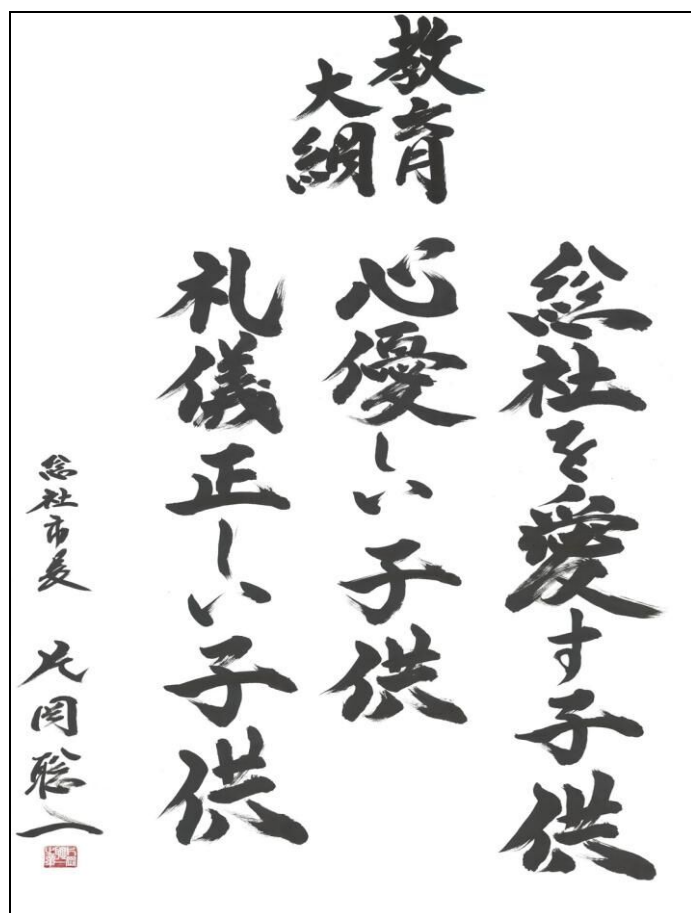 教育
大綱
総社を愛す子供
心優しい子供
礼儀正しい子供
総社市長 片岡聡一